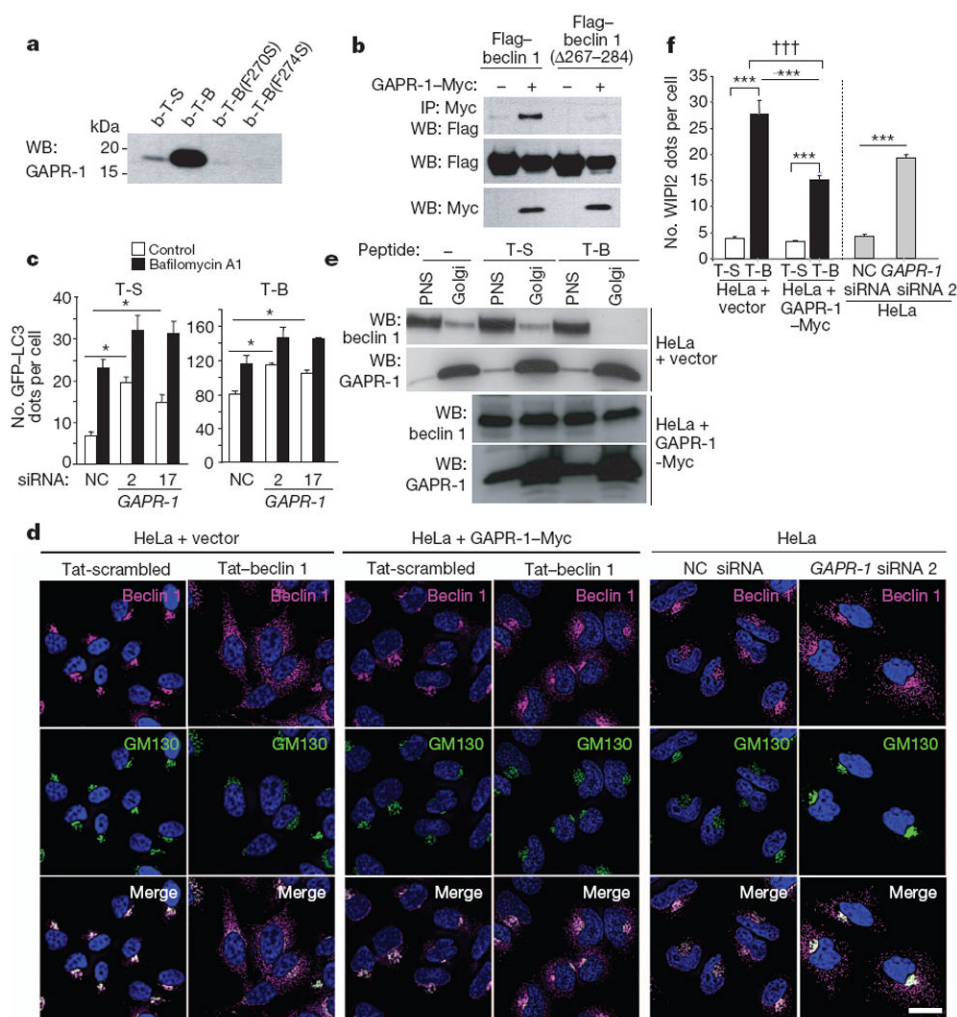 a
b-T-S
b-T-B
b-T-B(F270S)
b-T-B(F274S)
kDa
WB:
GAPR-1
20
15
b
Flag–
beclin 1
Flag–
beclin 1
(Δ267–284)
GAPR-1–Myc: – + – +
IP: Myc
WB: Flag
WB: Flag
WB: Myc
f
No. WIPI2 dots per cell
35
30
25
20
15
10
5
0
†††
***
***
***
***
T-S T-B T-S T-B NC GAPR-1
HeLa + vector
HeLa + GAPR-1 –Myc
siRNA siRNA 2
HeLa
c
Control
Bafilomycin A1
T-S
No. GFP–LC3
dots per cell
40
30
20
10
0
*
*
T-B
160
120
80
40
0
*
*
siRNA: NC 2 17 NC 2 17
GAPR-1 GAPR-1
e
Peptide: – T-S T-B
PNS Golgi PNS Golgi PNS Golgi
WB:
beclin 1
WB:
GAPR-1
HeLa
+ vector
WB:
beclin 1
WB:
GAPR-1
HeLa +
GAPR-1
-Myc
d
HeLa + vector HeLa + GAPR-1–Myc HeLa
Tat-scrambled Tat–beclin 1 Tat-scrambled Tat–beclin 1 NC siRNA GAPR-1 siRNA 2
Beclin 1 Beclin 1 Beclin 1 Beclin 1 Beclin 1 Beclin 1
GM130 GM130 GM130 GM130 GM130 GM130
Merge Merge Merge Merge Merge Merge